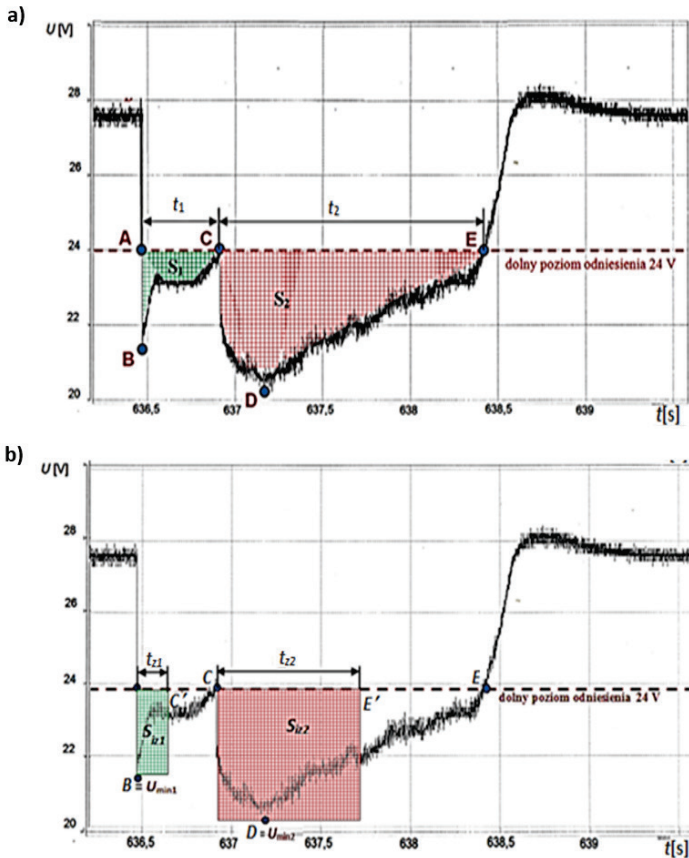 a)
U[V]
28
26
t1 t2
A C E
24
S1 S2
dolny poziom odniesienia 24 V
22
B
D
20
636,5 637 637,5 638 638,5 639 t[s]
b)
U[V]
28
26
tz1 tz2
C E
24
C' E'
dolny poziom odniesienia 24 V
Siz1 Siz2
22
B = Umin1
D = Umin2
20
636,5 637 637,5 638 638,5 639
t[s]